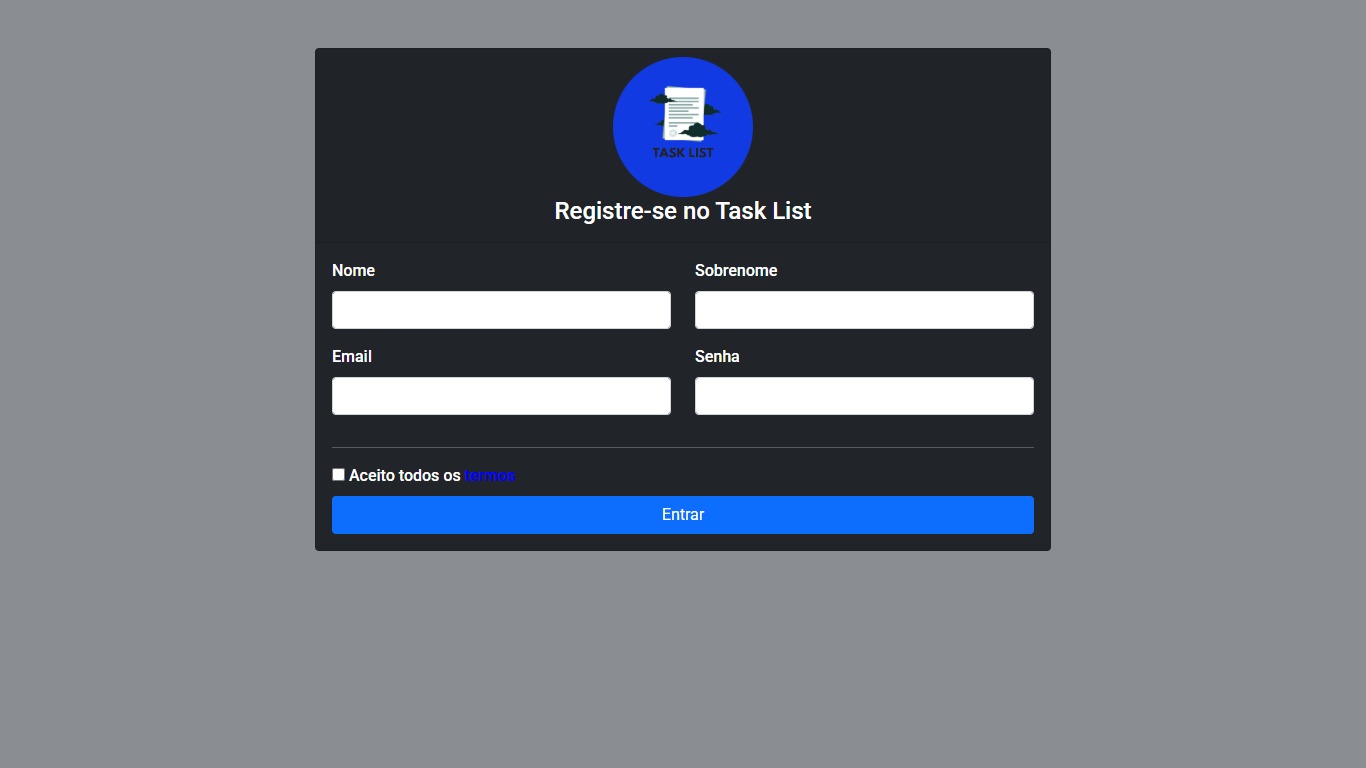 TASK LIST
Registre-se no Task List
Nome
Sobrenome
Email
Senha
Aceito todos os termos
Entrar